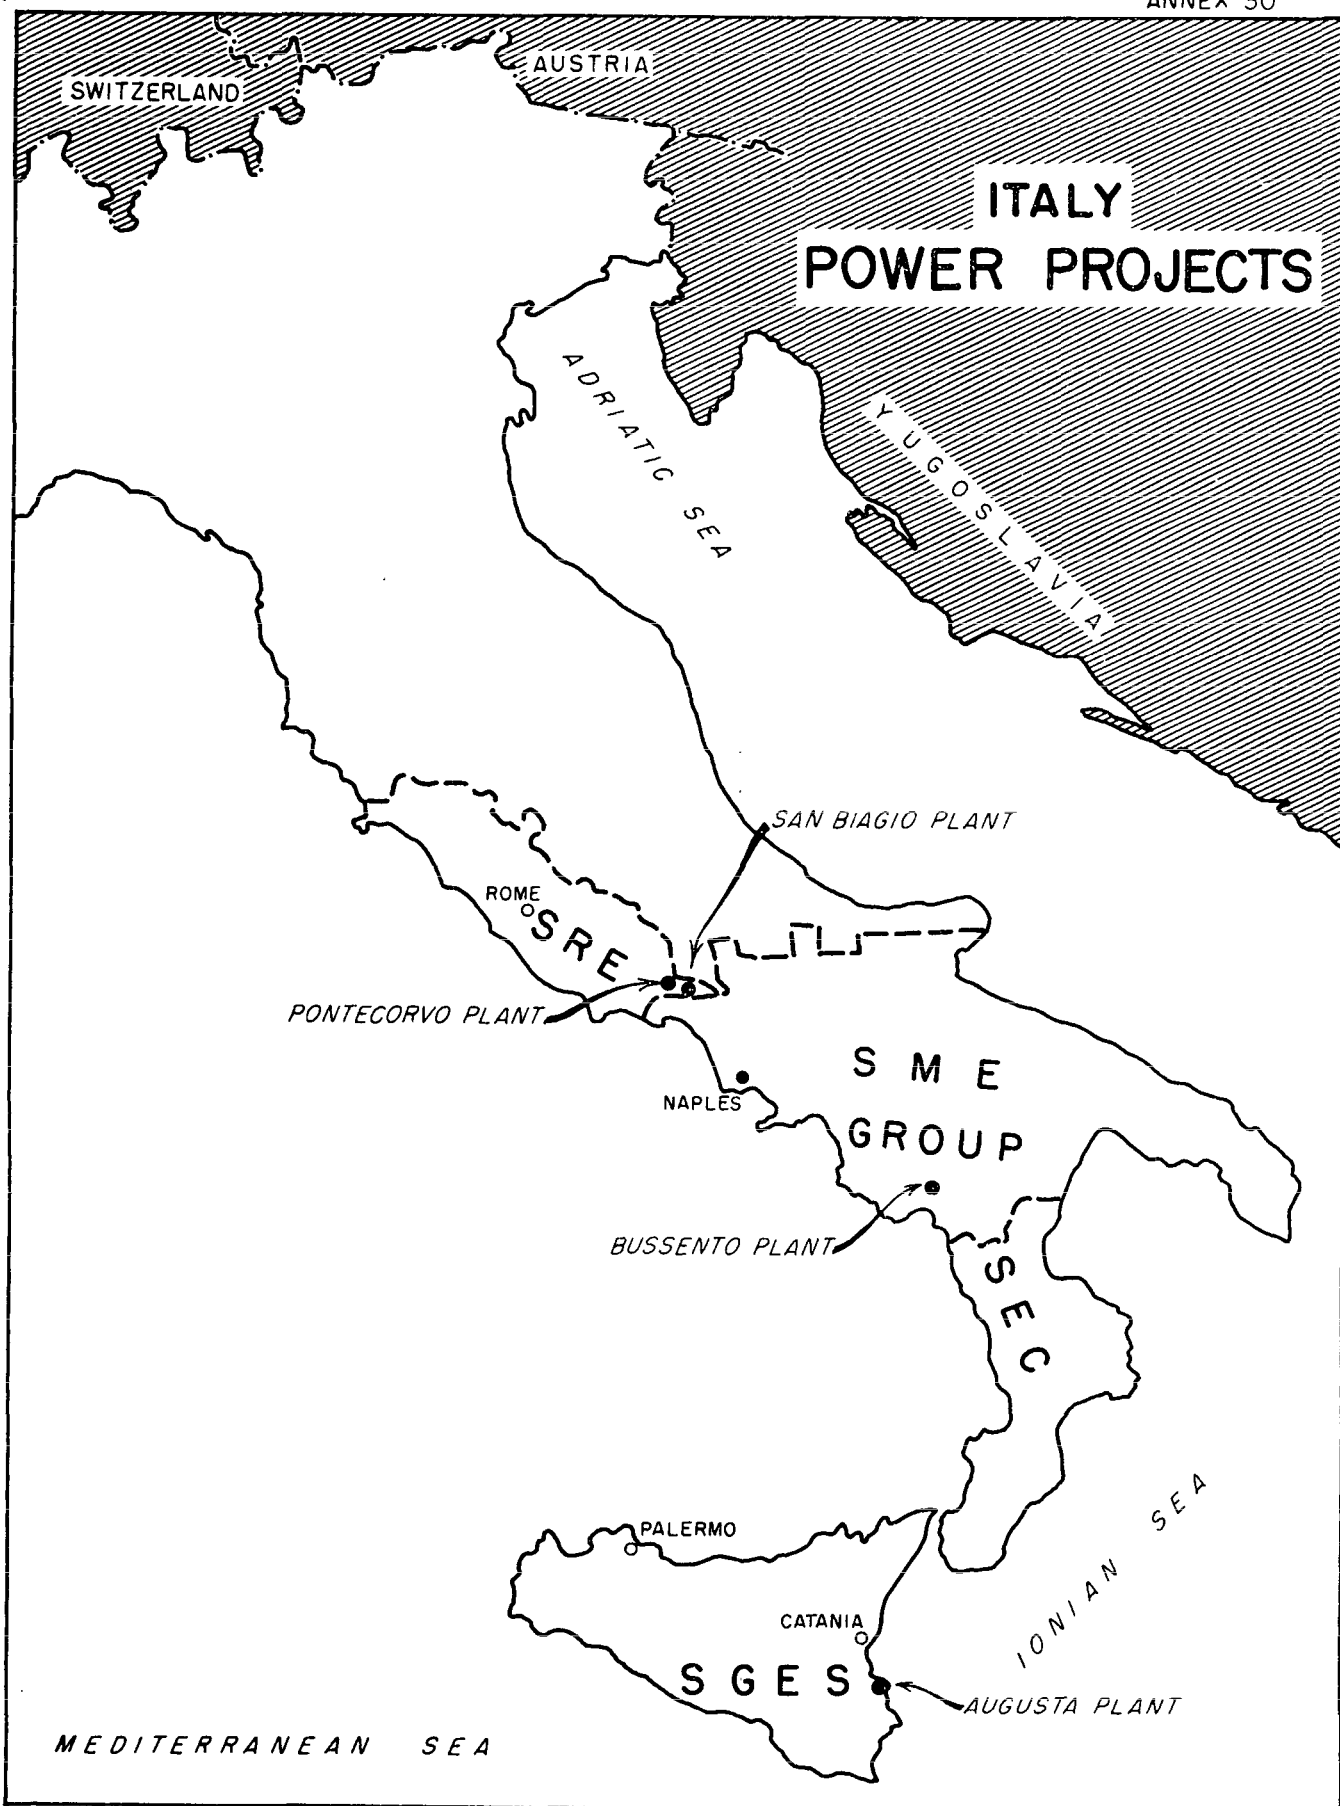 ANNEX 30
SWITZERLAND
AUSTRIA
ITALY
POWER PROJECTS
ADRIATIC SEA
YUGOSLAVIA
SAN BIAGIO PLANT
ROME
SRE
PONTECORVO PLANT
SME
GROUP
NAPLES
BUSSENTO PLANT
SEC
PALERMO
CATANIA
IONIAN SEA
SGES
AUGUSTA PLANT
MEDITERRANEAN SEA